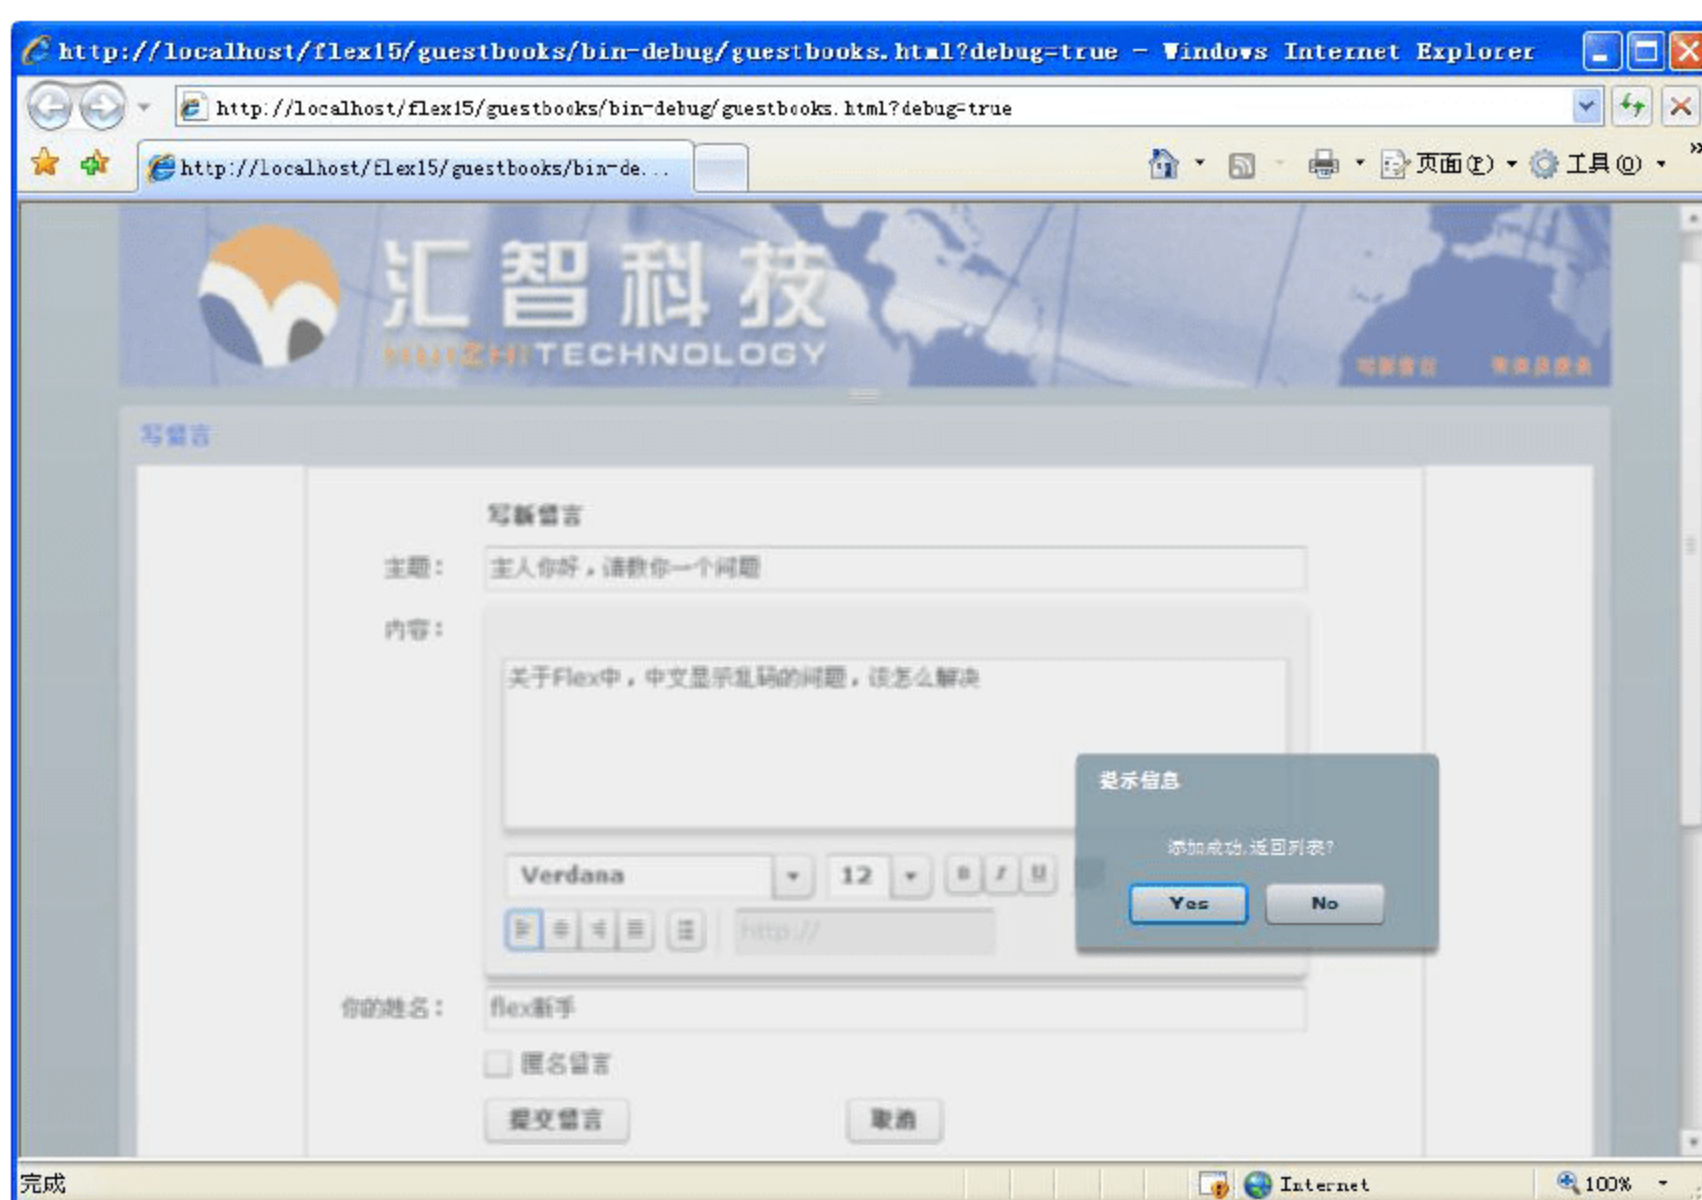 http://localhost/flex15/guestbooks/bin-debug/guestbooks.html?debug=true - Windows Internet Explorer
http://localhost/flex15/guestbooks/bin-debug/guestbooks.html?debug=true
http://localhost/flex15/guestbooks/bin-de...
页面(P)
工具(O)
汇智科技
HUIZHI TECHNOLOGY
写留言
写新留言
主题：
主人你好，请教你一个问题
内容：
关于Flex中，中文显示乱码的问题，该怎么解决
提示信息
添加成功,返回列表?
Yes
No
Verdana
12
B
I
U
http://
你的姓名：
flex新手
匿名留言
提交留言
取消
完成
Internet
100%